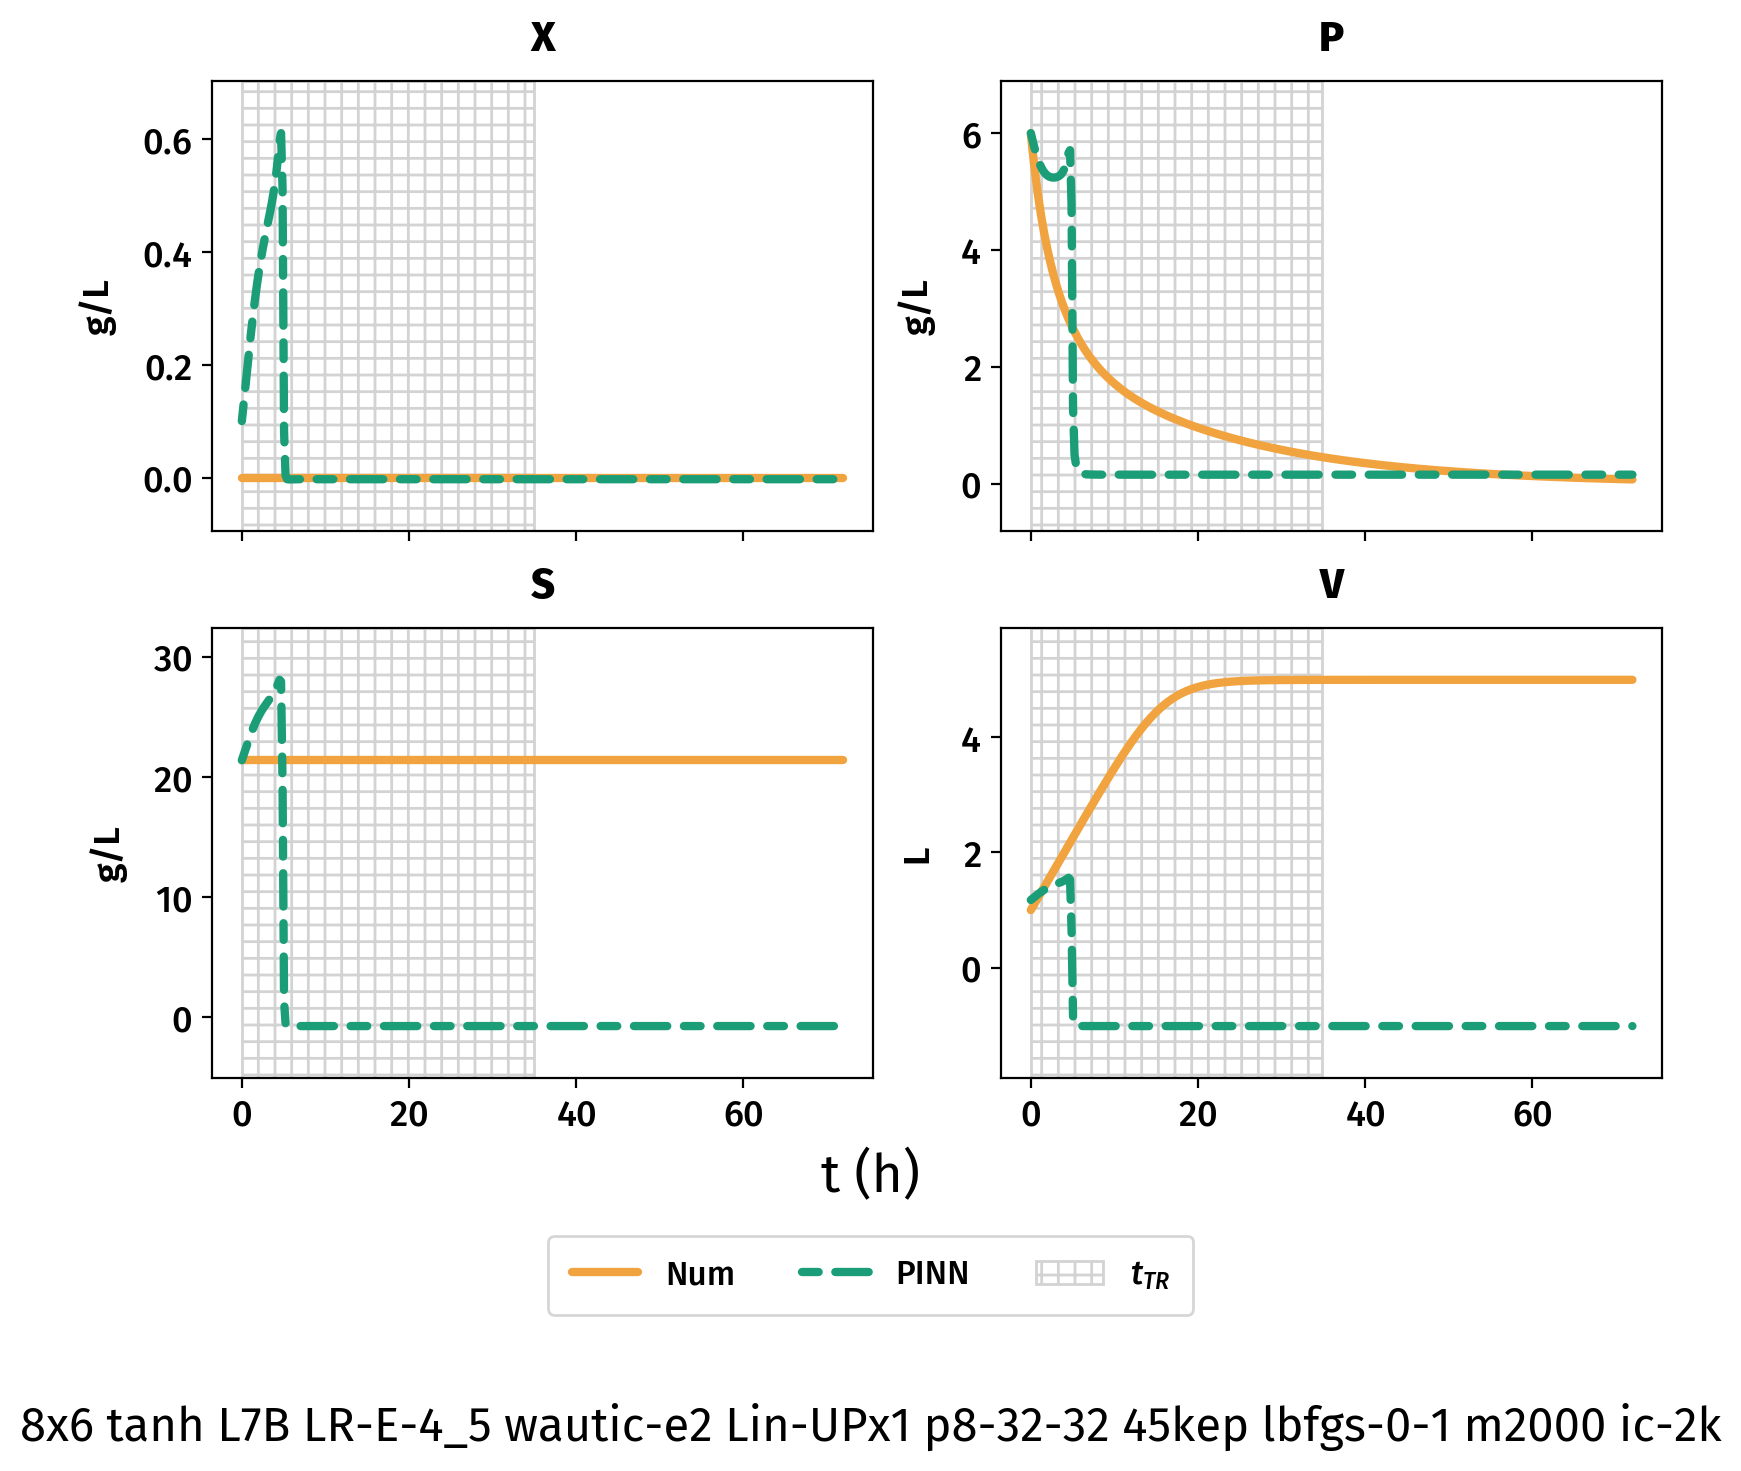 X
P
0.6
0.4
0.2
0.0
g/L
6
4
2
0
g/L
S
V
30
20
10
0
g/L
4
2
0
L
0 20 40 60
0 20 40 60
t (h)
Num PINN t_TR
8x6 tanh L7B LR-E-4_5 wautic-e2 Lin-UPx1 p8-32-32 45kep lbfgs-0-1 m2000 ic-2k